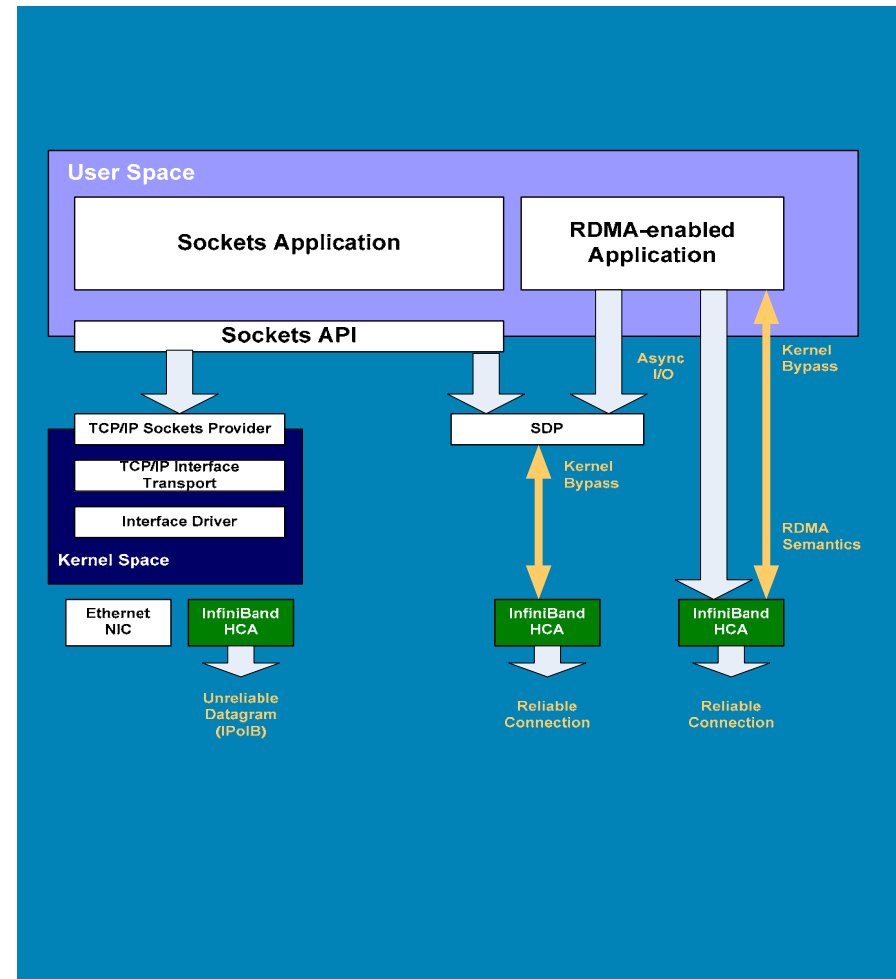 User Space
Sockets Application
RDMA-enabled
Application
Sockets API
Async
I/O
Kernel
Bypass
TCP/IP Sockets Provider
SDP
TCP/IP Interface
Transport
Kernel
Bypass
Interface Driver
RDMA
Semantics
Kernel Space
Ethernet
NIC
InfiniBand
HCA
InfiniBand
HCA
InfiniBand
HCA
Unreliable
Datagram
(IPoIB)
Reliable
Connection
Reliable
Connection